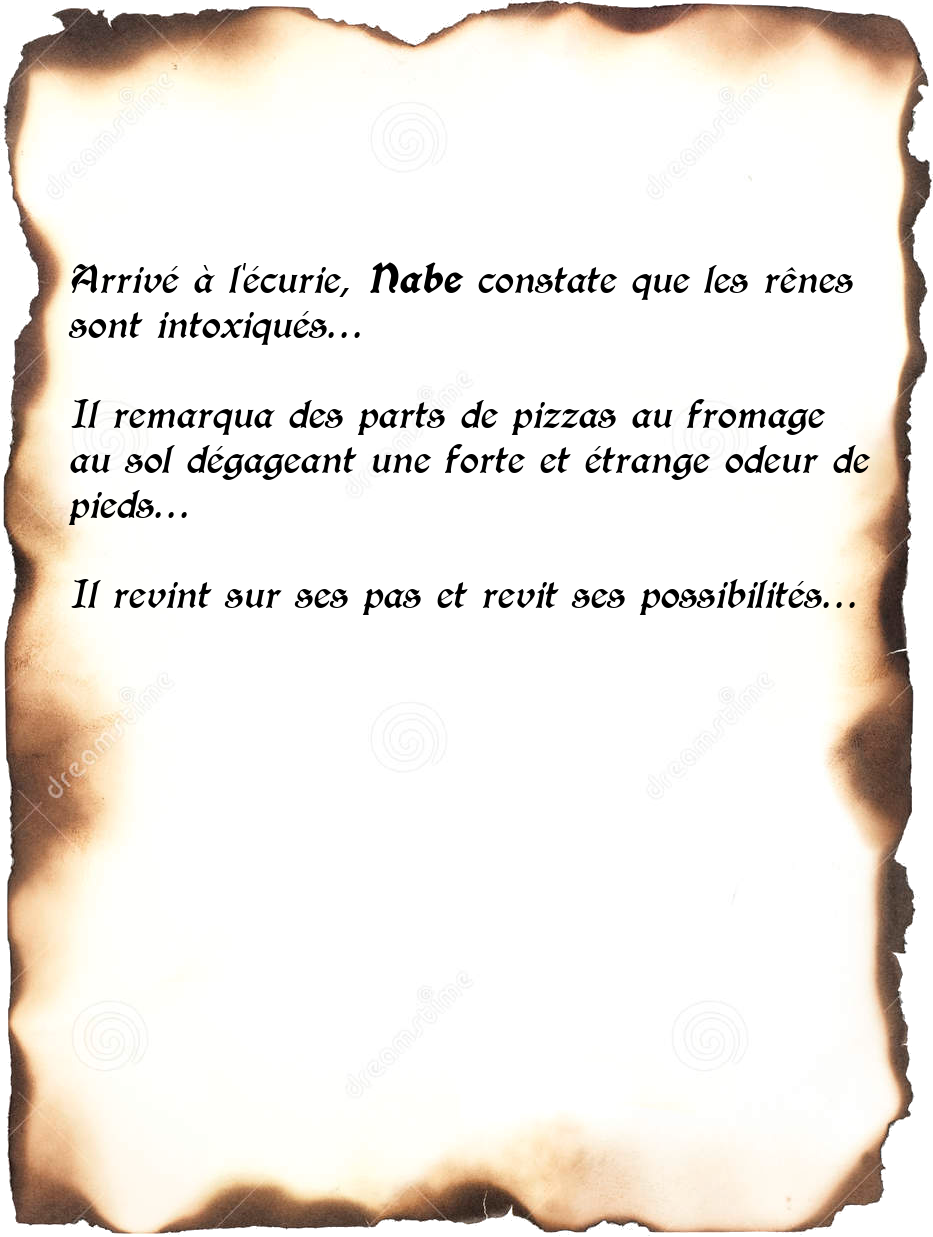 Arrivé à l'écurie, Nabe constate que les rênes
sont intoxiqués...
Il remarqua des parts de pizzas au fromage
au sol dégageant une forte et étrange odeur de
pieds...
Il revint sur ses pas et revit ses possibilités...
dreamstime
dreamstime
dreamstime
dreamstime
dreamstime
dreamstime